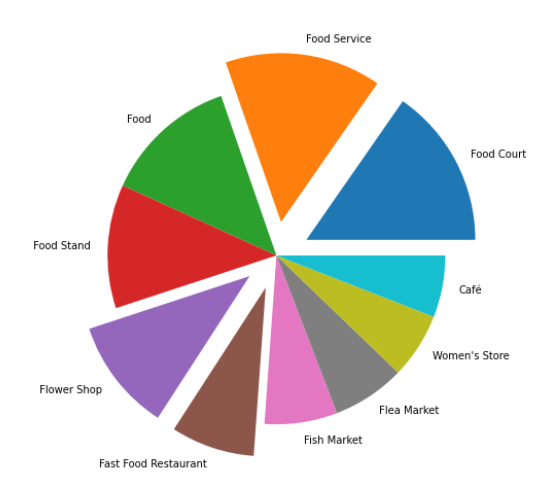 Food Service
Food
Food Court
Food Stand
Café
Women's Store
Flower Shop
Flea Market
Fish Market
Fast Food Restaurant